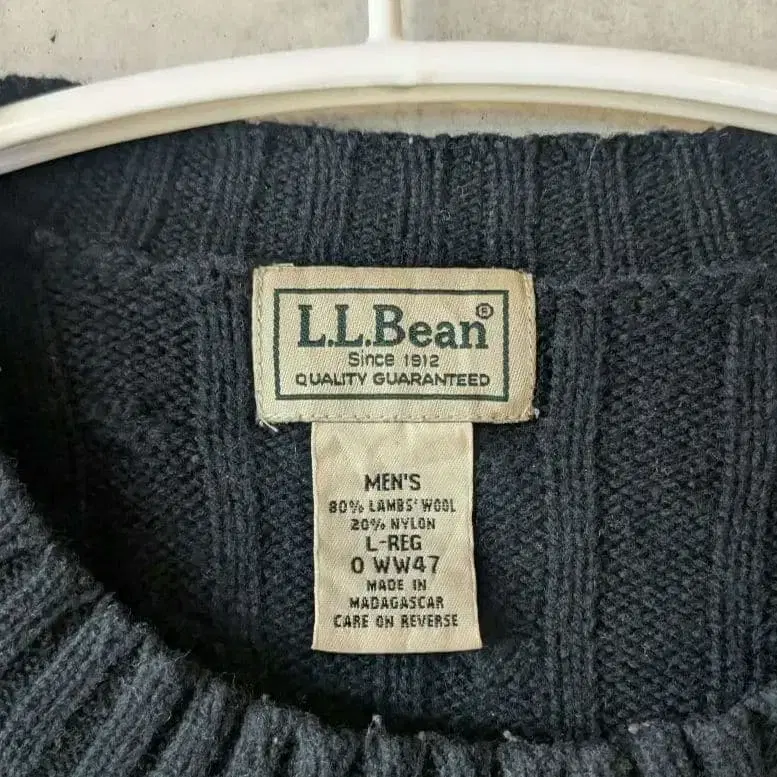 L.L.Bean®
Since 1912
QUALITY GUARANTEED
MEN'S
80% LAMBS' WOOL
20% NYLON
L-REG
0 WW47
MADE IN
MADAGASCAR
CARE ON REVERSE